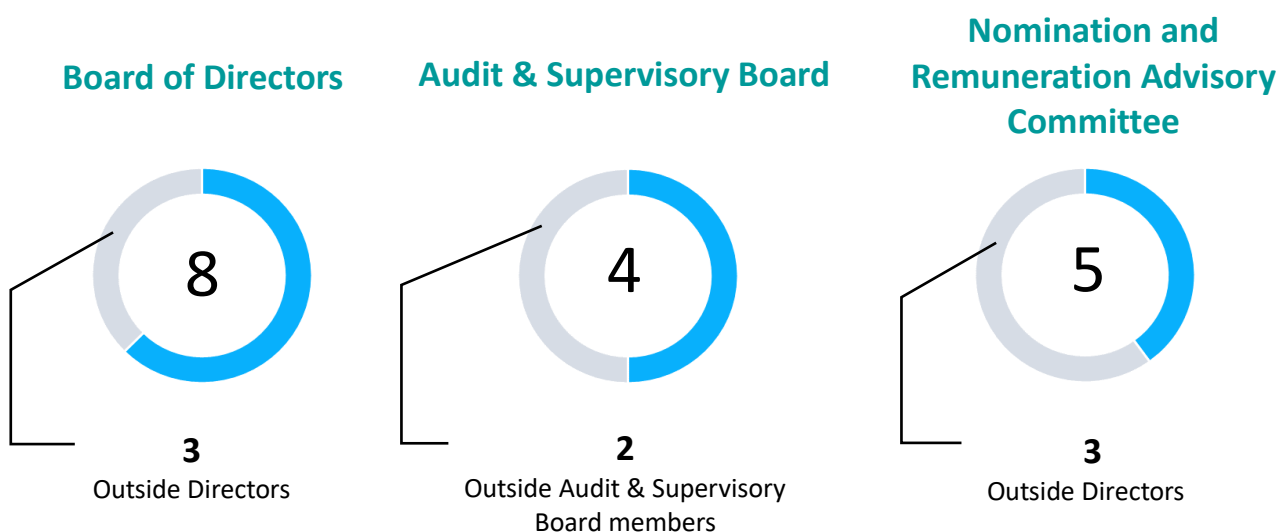 Board of Directors
8
3
Outside Directors
Audit & Supervisory Board
4
2
Outside Audit & Supervisory
Board members
Nomination and
Remuneration Advisory
Committee
5
3
Outside Directors